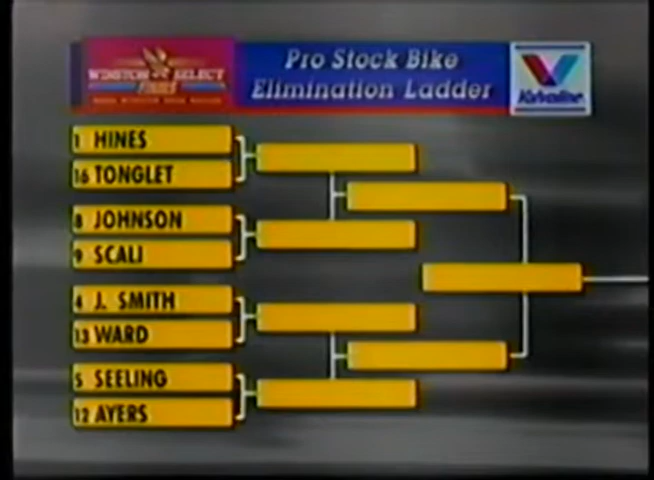 WINSTON SELECT
FINALS
Pro Stock Bike
Elimination Ladder
Valvoline
1 HINES
16 TONGLET
8 JOHNSON
9 SCALI
4 J. SMITH
13 WARD
5 SEELING
12 AYERS